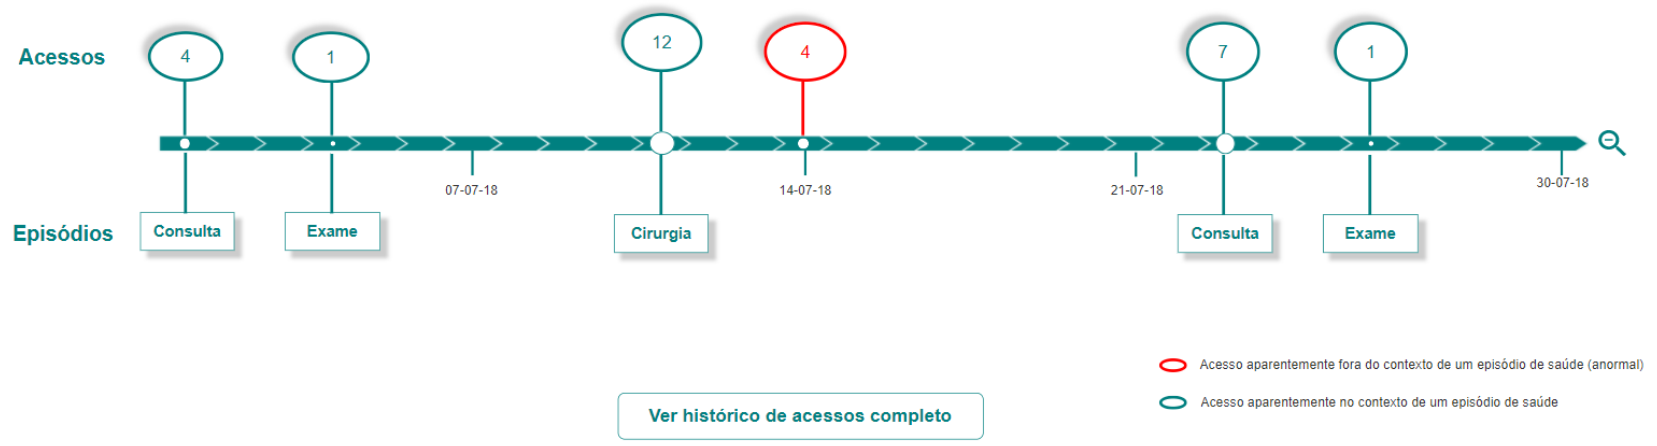 Acessos
4
1
12
4
7
1
07-07-18
14-07-18
21-07-18
30-07-18
Episódios
Consulta
Exame
Cirurgia
Consulta
Exame
Acesso aparentemente fora do contexto de um episódio de saúde (anormal)
Acesso aparentemente no contexto de um episódio de saúde
Ver histórico de acessos completo